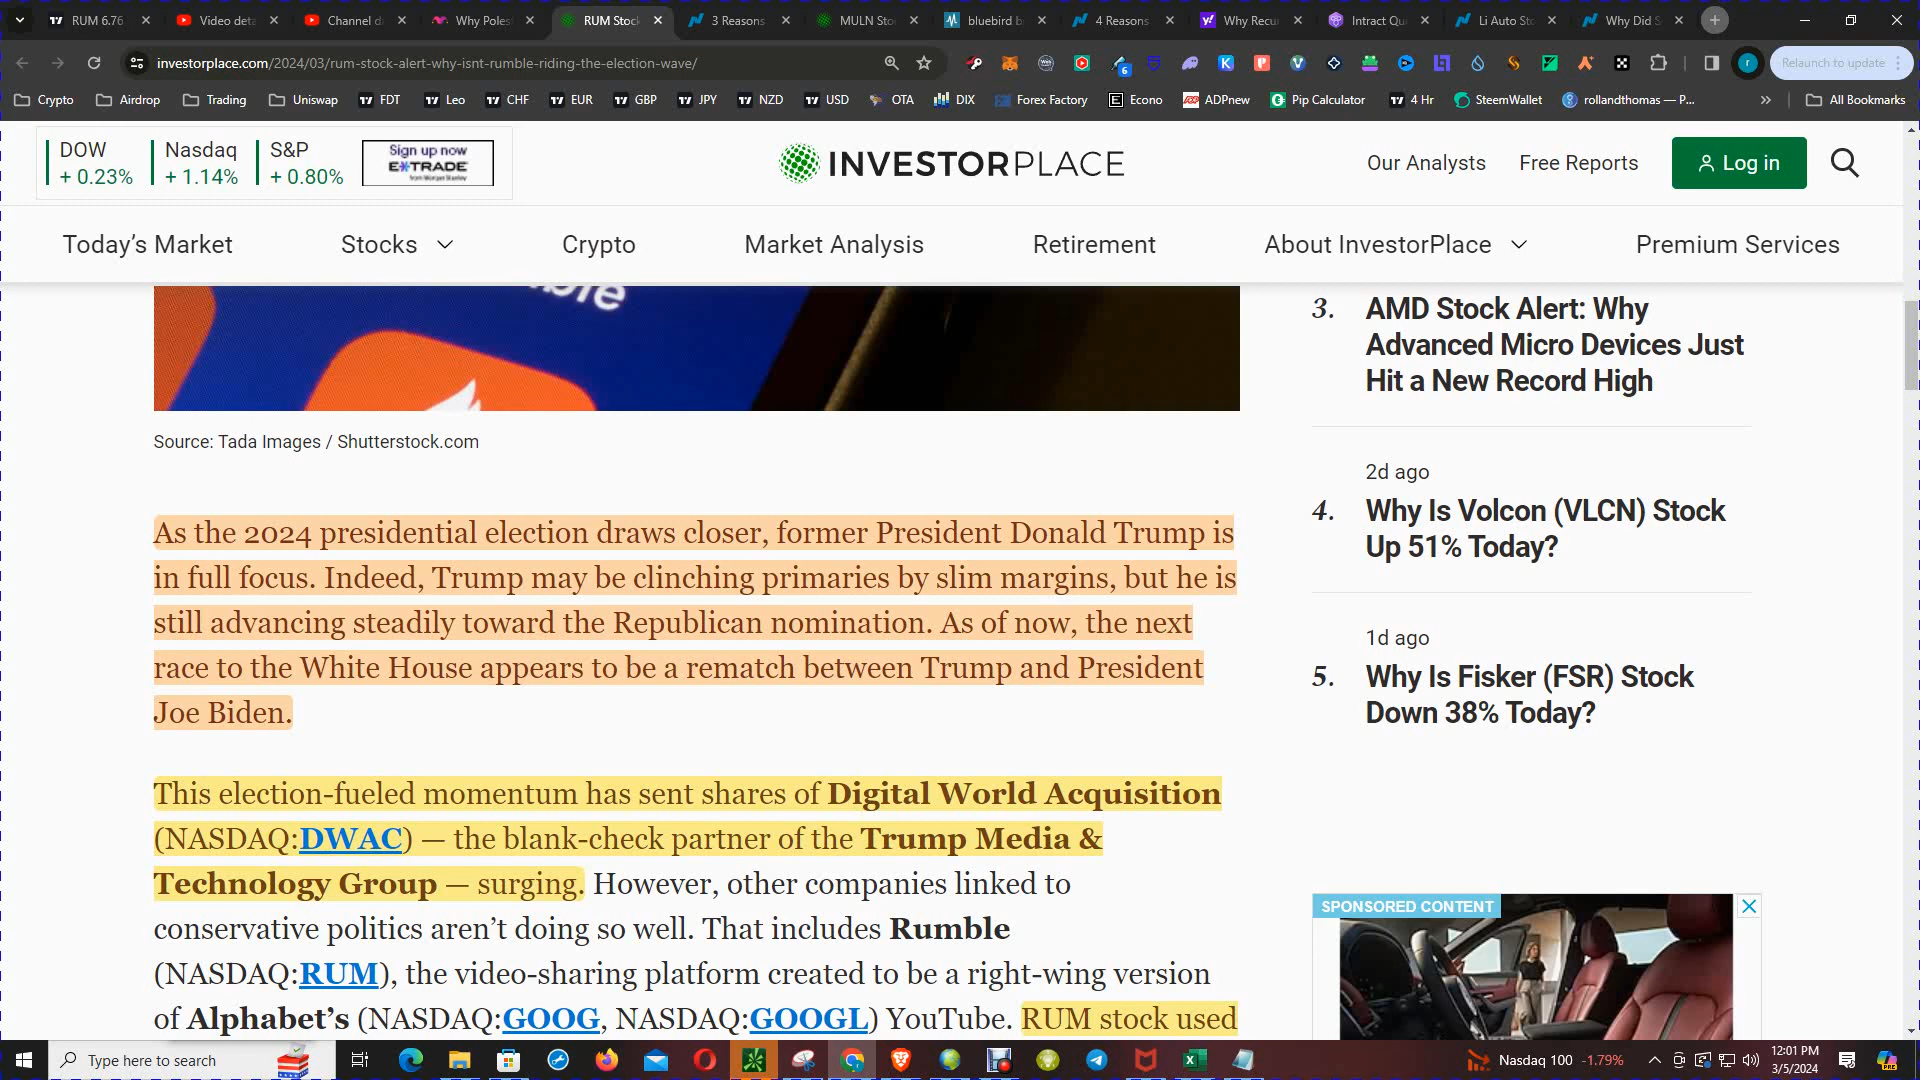 RUM 6.76
Video deta
Channel d
Why Poles
RUM Stock
3 Reasons
MULN Sto
bluebird b
4 Reasons
Why Recu
Intract Qu
Li Auto Sto
Why Did S
investorplace.com/2024/03/rum-stock-alert-why-isnt-rumble-riding-the-election-wave/
Relaunch to update
Crypto
Airdrop
Trading
Uniswap
FDT
Leo
CHF
EUR
GBP
JPY
NZD
USD
OTA
DIX
Forex Factory
Econo
ADPnew
Pip Calculator
4 Hr
SteemWallet
rollandthomas — P...
All Bookmarks
DOW
+ 0.23%
Nasdaq
+ 1.14%
S&P
+ 0.80%
Sign up now
E*TRADE
from Morgan Stanley
INVESTORPLACE
Our Analysts
Free Reports
Log in
Today’s Market
Stocks
Crypto
Market Analysis
Retirement
About InvestorPlace
Premium Services
Source: Tada Images / Shutterstock.com
As the 2024 presidential election draws closer, former President Donald Trump is
in full focus. Indeed, Trump may be clinching primaries by slim margins, but he is
still advancing steadily toward the Republican nomination. As of now, the next
race to the White House appears to be a rematch between Trump and President
Joe Biden.
This election-fueled momentum has sent shares of Digital World Acquisition
(NASDAQ:DWAC) — the blank-check partner of the Trump Media &
Technology Group — surging. However, other companies linked to
conservative politics aren’t doing so well. That includes Rumble
(NASDAQ:RUM), the video-sharing platform created to be a right-wing version
of Alphabet’s (NASDAQ:GOOG, NASDAQ:GOOGL) YouTube. RUM stock used
3.
AMD Stock Alert: Why
Advanced Micro Devices Just
Hit a New Record High
2d ago
4.
Why Is Volcon (VLCN) Stock
Up 51% Today?
1d ago
5.
Why Is Fisker (FSR) Stock
Down 38% Today?
SPONSORED CONTENT
Type here to search
Nasdaq 100 -1.79%
12:01 PM
3/5/2024